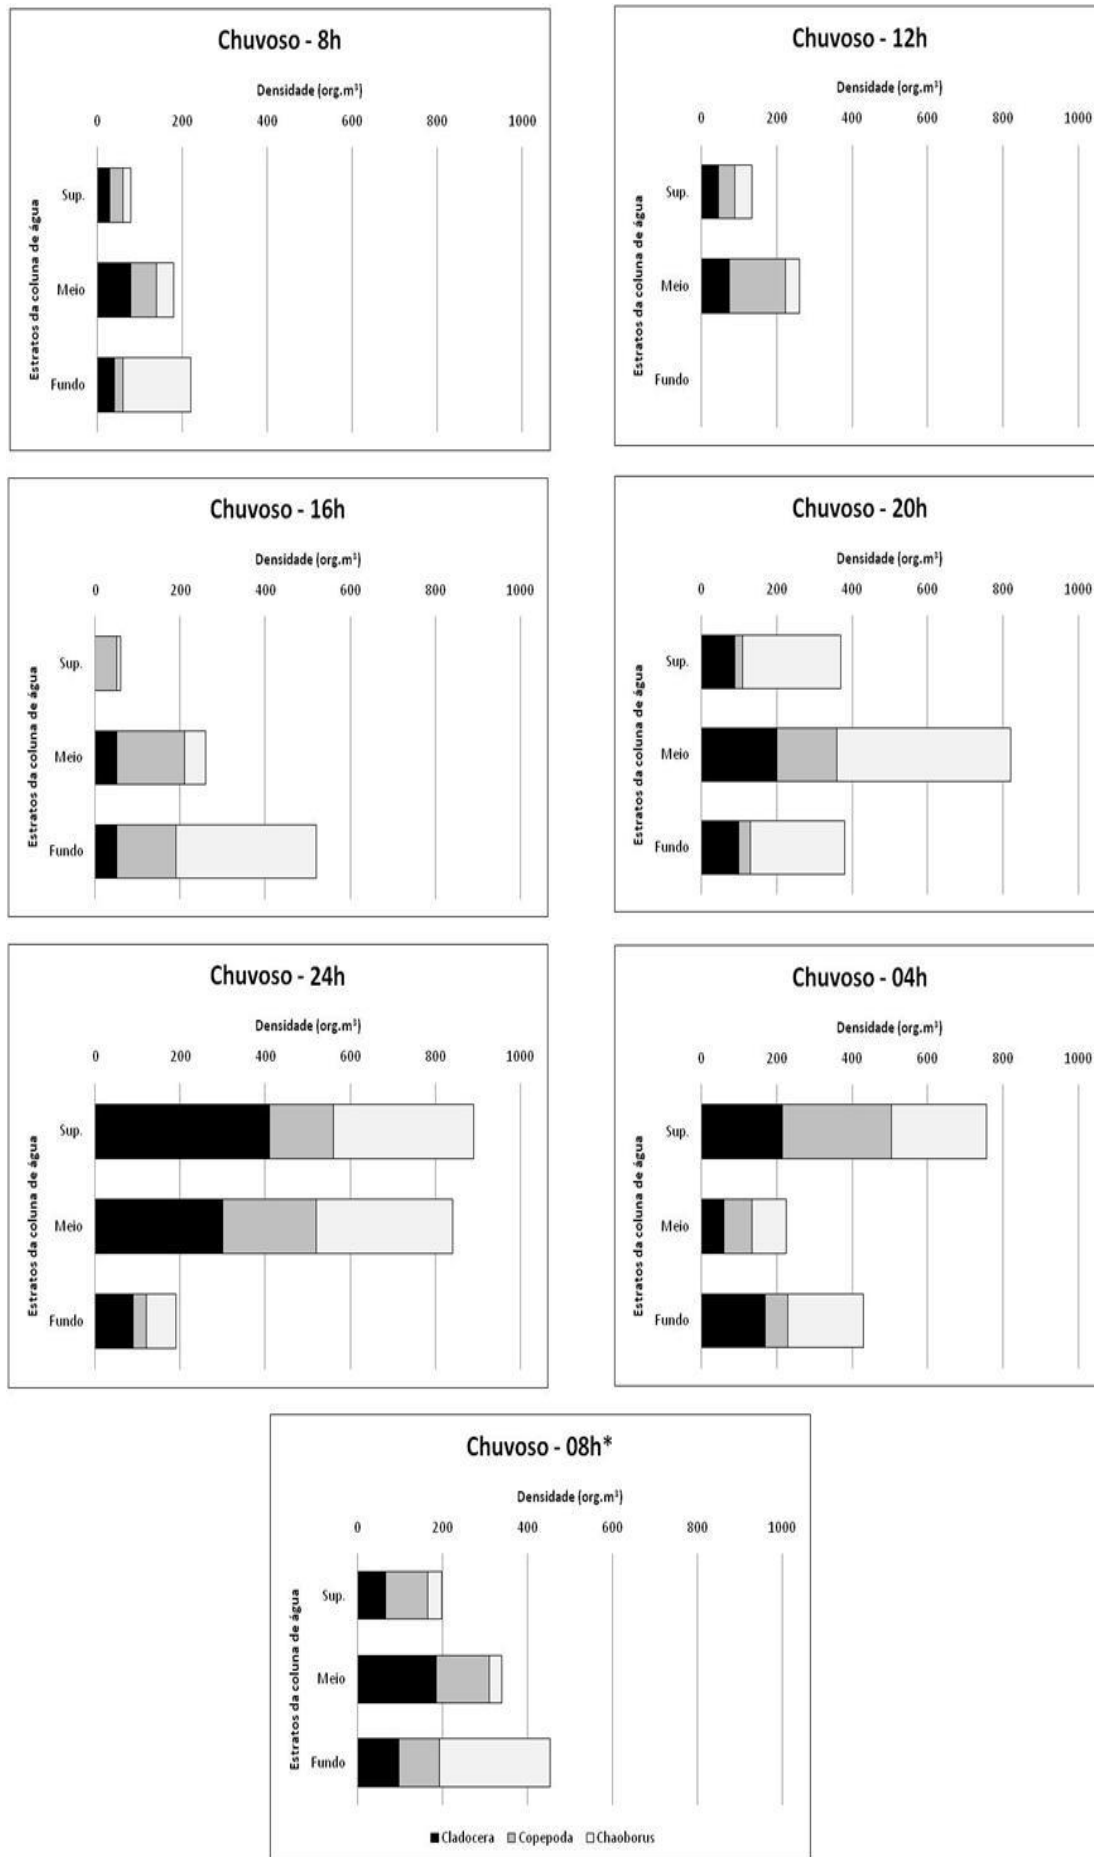 Chuvoso - 8h
Densidade (org.m³)
0 200 400 600 800 1000
Estratos da coluna de água
Sup.
Meio
Fundo
Chuvoso - 12h
Densidade (org.m³)
0 200 400 600 800 1000
Estratos da coluna de água
Sup.
Meio
Fundo
Chuvoso - 16h
Densidade (org.m³)
0 200 400 600 800 1000
Estratos da coluna de água
Sup.
Meio
Fundo
Chuvoso - 20h
Densidade (org.m³)
0 200 400 600 800 1000
Estratos da coluna de água
Sup.
Meio
Fundo
Chuvoso - 24h
Densidade (org.m³)
0 200 400 600 800 1000
Estratos da coluna de água
Sup.
Meio
Fundo
Chuvoso - 04h
Densidade (org.m³)
0 200 400 600 800 1000
Estratos da coluna de água
Sup.
Meio
Fundo
Chuvoso - 08h*
Densidade (org.m³)
0 200 400 600 800 1000
Estratos da coluna de água
Sup.
Meio
Fundo
Cladocera Copepoda Chaoborus